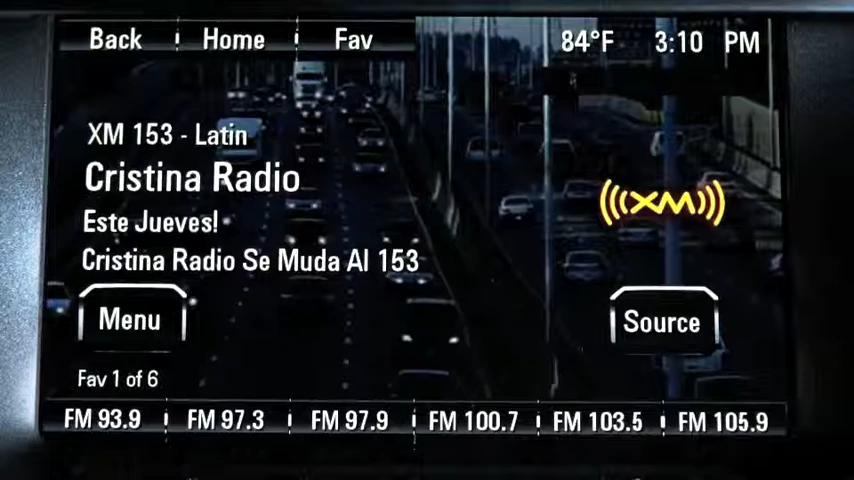 Back Home Fav 84°F 3:10 PM
XM 153 - Latin
Cristina Radio
Este Jueves!
Cristina Radio Se Muda Al 153
XM
Menu Source
Fav 1 of 6
FM 93.9 FM 97.3 FM 97.9 FM 100.7 FM 103.5 FM 105.9